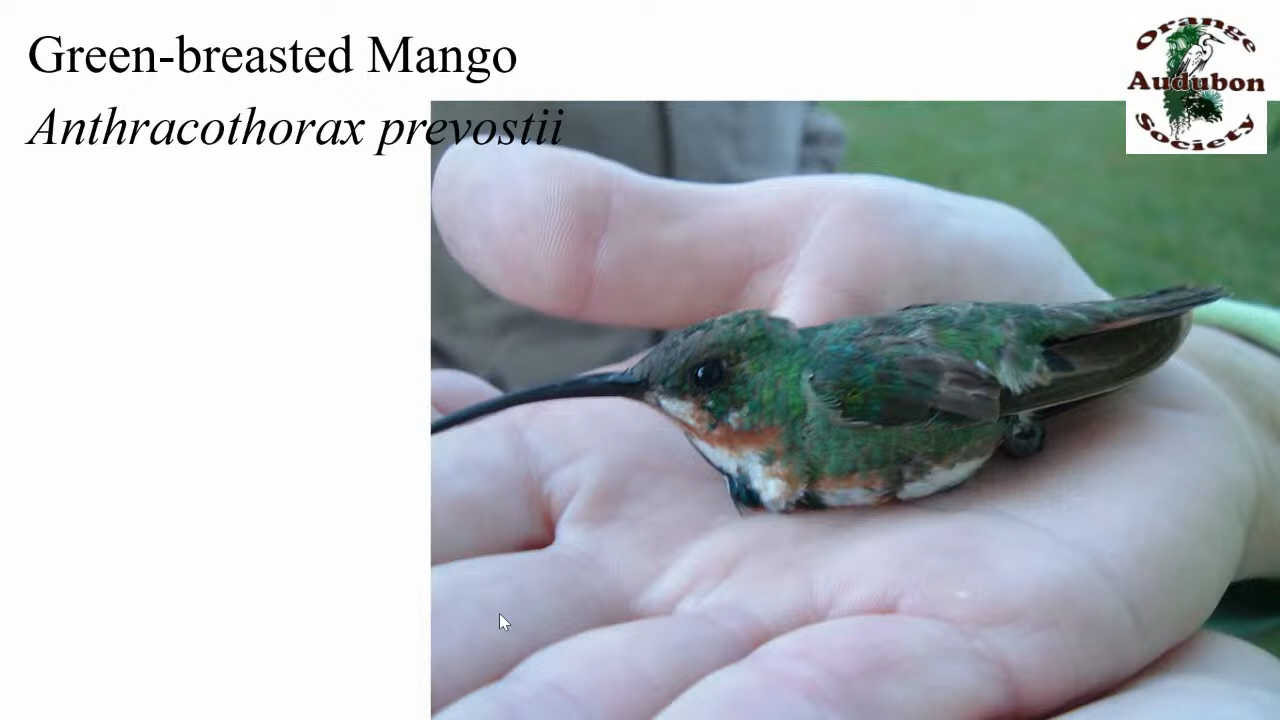 Green-breasted Mango
Anthracothorax prevostii
Orange
Audubon
Society